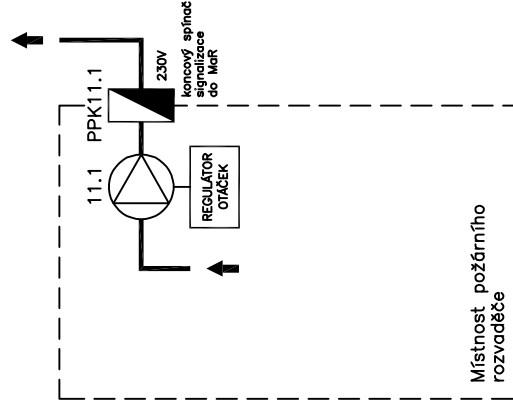 koncový spínač
signalizace
do MaR
230V
PPK11.1
11.1
REGULÁTOR
OTÁČEK
Místnost požárního
rozvaděče